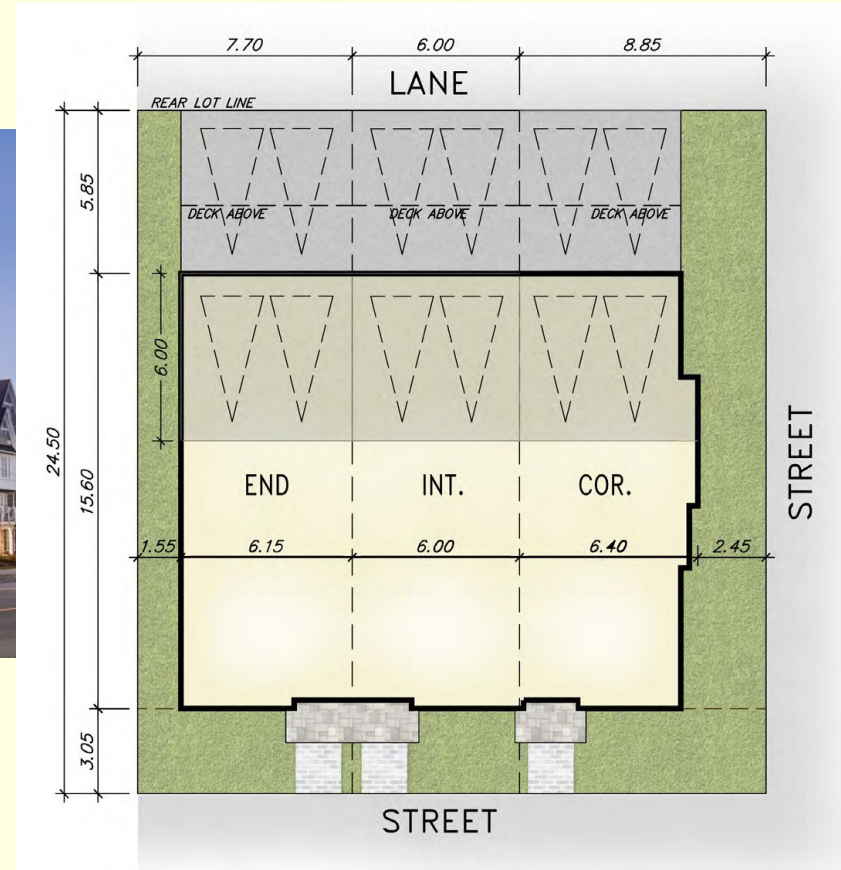 7.70 6.00 8.85
LANE
REAR LOT LINE
5.85
DECK ABOVE DECK ABOVE DECK ABOVE
6.00
24.50
15.60
END INT. COR.
STREET
1.55 6.15 6.00 6.40 2.45
3.05
STREET